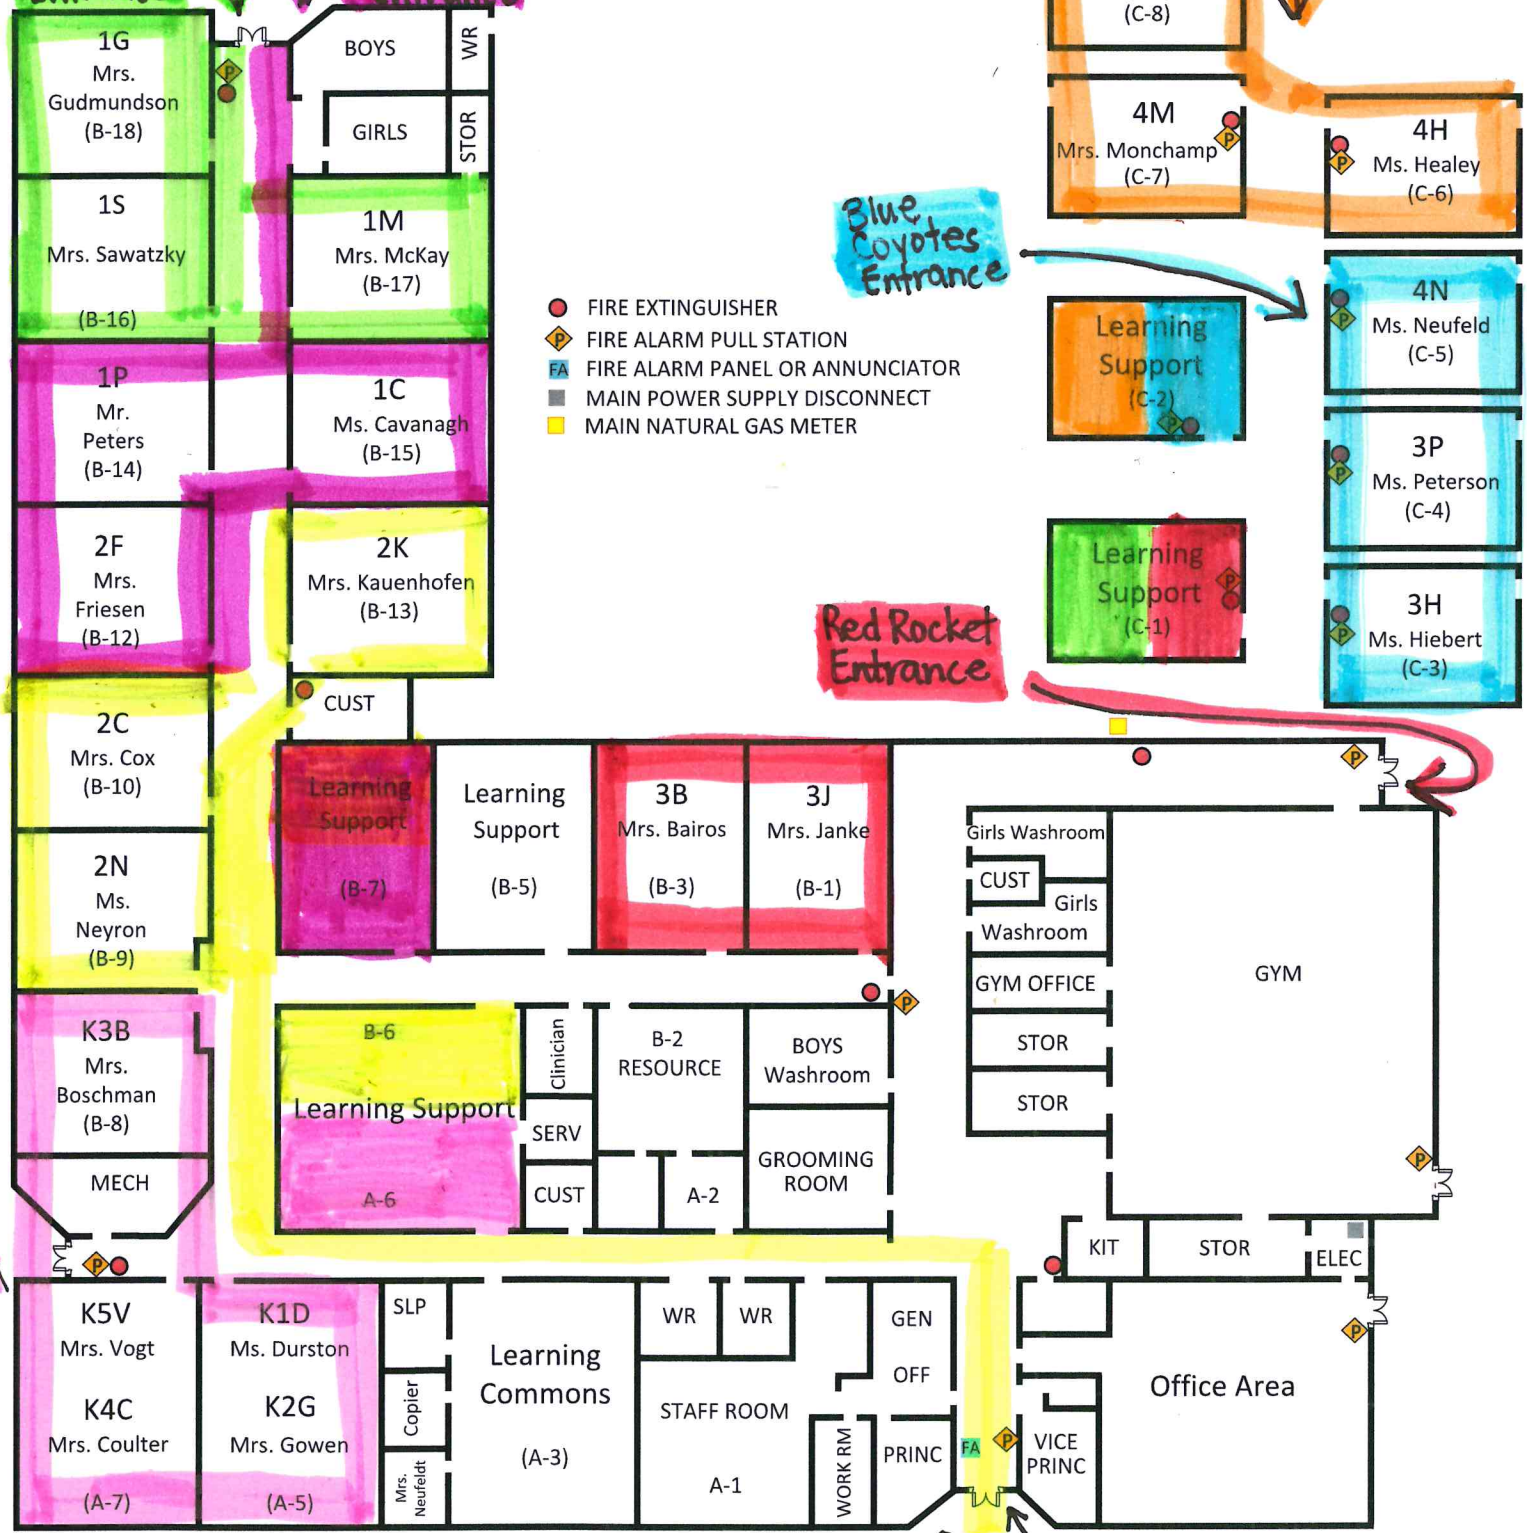 1G
Mrs.
Gudmundson
(B-18)
BOYS
WR
GIRLS
STOR
1S
Mrs. Sawatzky
(B-16)
1M
Mrs. McKay
(B-17)
1P
Mr.
Peters
(B-14)
1C
Ms. Cavanagh
(B-15)
2F
Mrs.
Friesen
(B-12)
2K
Mrs. Kauenhofen
(B-13)
CUST
2C
Mrs. Cox
(B-10)
2N
Ms.
Neyron
(B-9)
(C-8)
4M
Mrs. Monchamp
(C-7)
4H
Ms. Healey
(C-6)
Blue
Coyotes
Entrance
FIRE EXTINGUISHER
P FIRE ALARM PULL STATION
FA FIRE ALARM PANEL OR ANNUNCIATOR
MAIN POWER SUPPLY DISCONNECT
MAIN NATURAL GAS METER
Learning
Support
(C-2)
4N
Ms. Neufeld
(C-5)
3P
Ms. Peterson
(C-4)
Learning
Support
(C-1)
3H
Ms. Hiebert
(C-3)
Red Rocket
Entrance
Learning
Support
(B-7)
Learning
Support
(B-5)
3B
Mrs. Bairos
(B-3)
3J
Mrs. Janke
(B-1)
Girls Washroom
CUST
Girls
Washroom
GYM OFFICE
STOR
STOR
GYM
K3B
Mrs.
Boschman
(B-8)
MECH
B-6
Learning Support
A-6
Clinician
SERV
CUST
B-2
RESOURCE
A-2
BOYS
Washroom
GROOMING
ROOM
KIT
STOR
ELEC
K5V
Mrs. Vogt
K4C
Mrs. Coulter
(A-7)
K1D
Ms. Durston
K2G
Mrs. Gowen
(A-5)
SLP
Copier
Mrs.
Neufeldt
Learning
Commons
(A-3)
WR
WR
STAFF ROOM
A-1
WORK RM
GEN
OFF
PRINC
FA
VICE
PRINC
Office Area